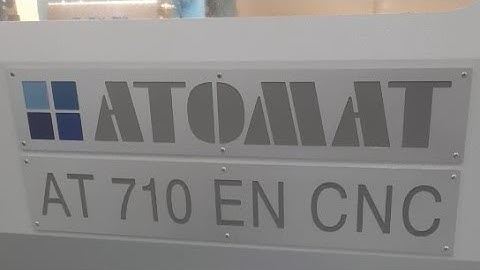 ATOMAT
AT 710 EN CNC